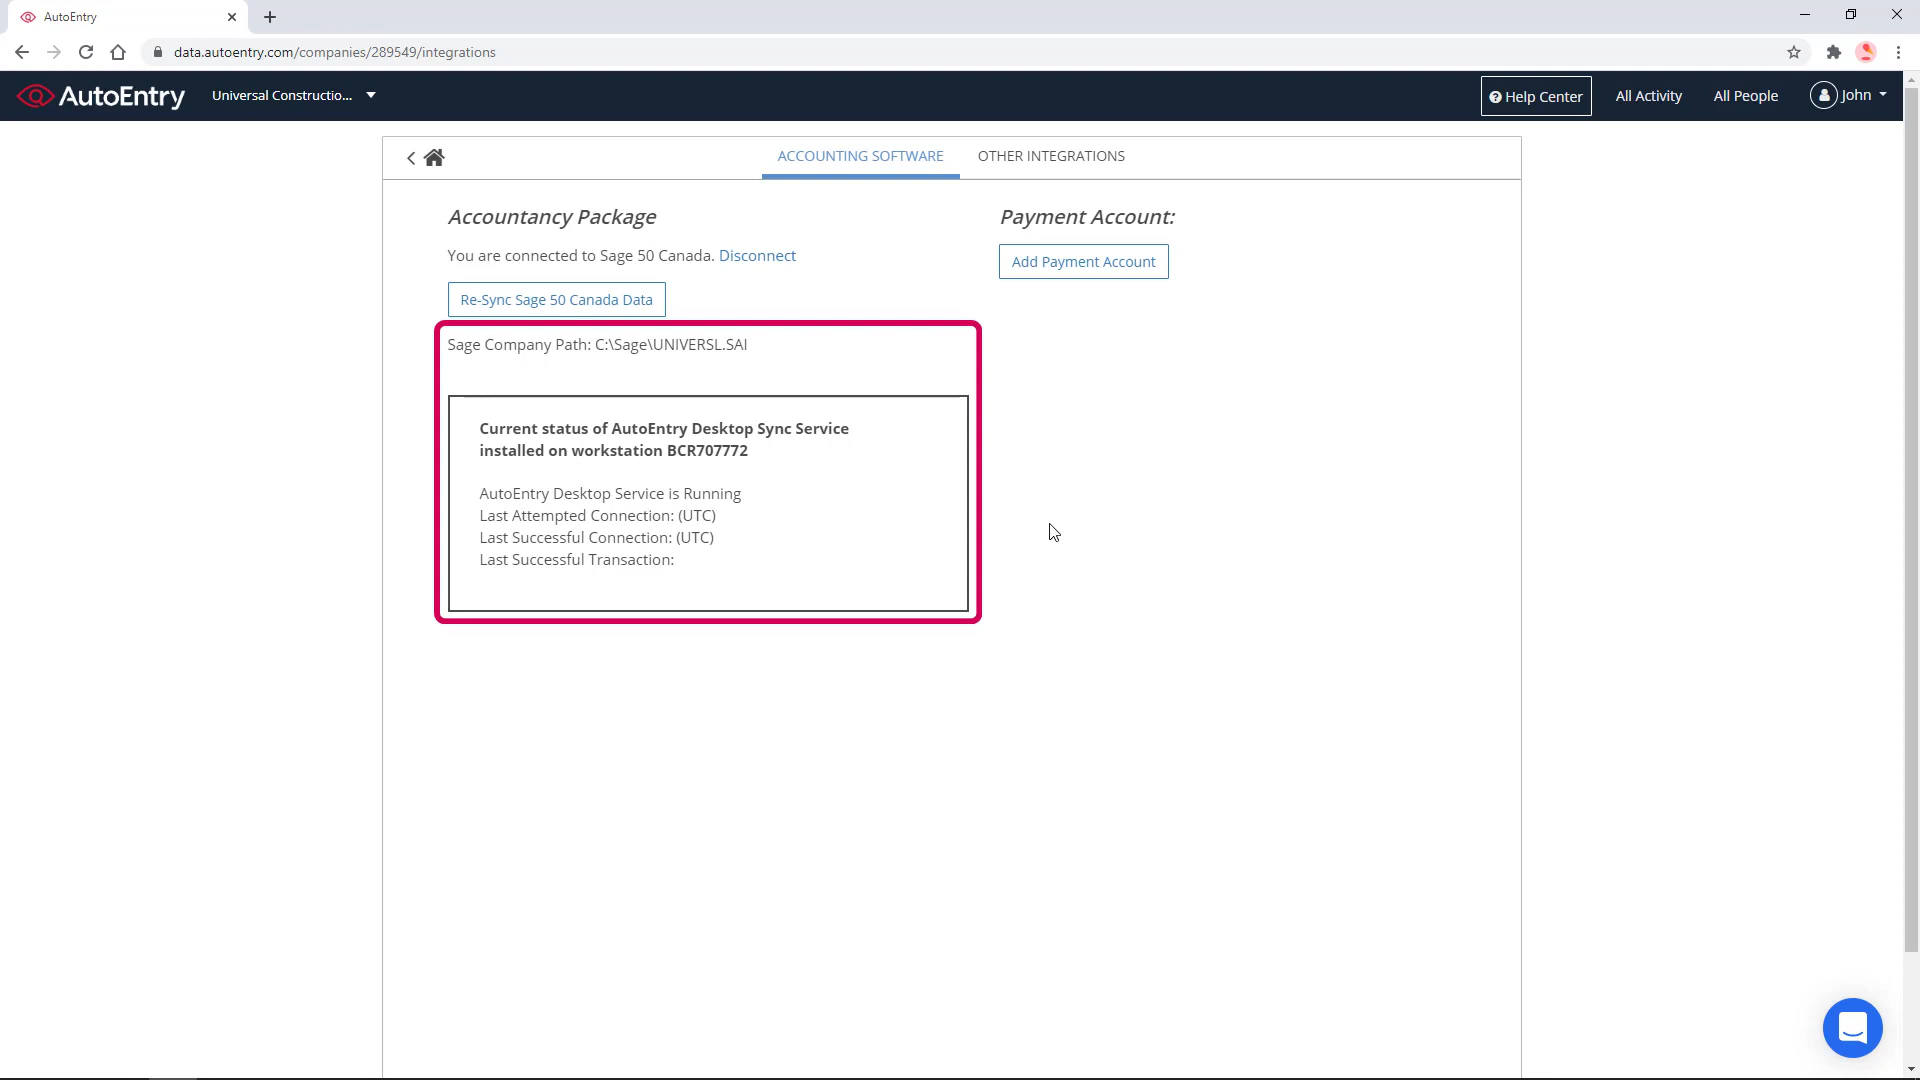 AutoEntry
data.autoentry.com/companies/289549/integrations
AutoEntry
Universal Constructio...
Help Center
All Activity
All People
John
ACCOUNTING SOFTWARE
OTHER INTEGRATIONS
Accountancy Package
You are connected to Sage 50 Canada. Disconnect
Re-Sync Sage 50 Canada Data
Payment Account:
Add Payment Account
Sage Company Path: C:\Sage\UNIVERSL.SAI
Current status of AutoEntry Desktop Sync Service
installed on workstation BCR707772
AutoEntry Desktop Service is Running
Last Attempted Connection: (UTC)
Last Successful Connection: (UTC)
Last Successful Transaction: